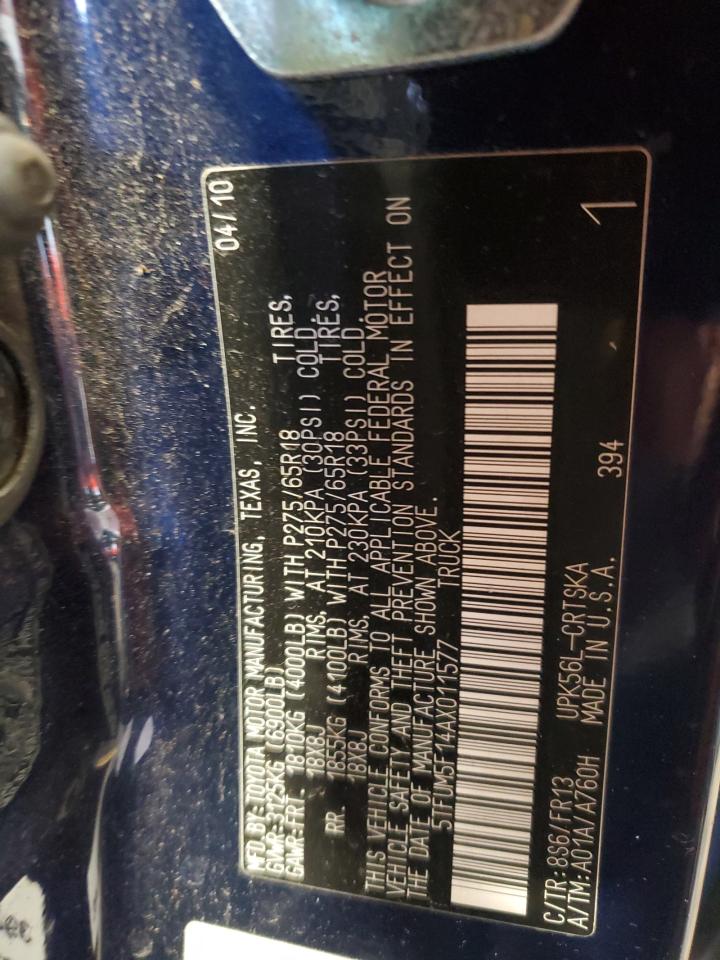 MFD. BY: TOYOTA MOTOR MANUFACTURING, TEXAS, INC. 04/10
GVWR: 3125KG (6900LB)
GAWR: FRT - 1810KG (4000LB) WITH P275/65R18 TIRES,
18X8J RIMS, AT 210KPA (30PSI) COLD.
RR - 1855KG (4100LB) WITH P275/65R18 TIRES,
18X8J RIMS, AT 230KPA (33PSI) COLD.
THIS VEHICLE CONFORMS TO ALL APPLICABLE FEDERAL MOTOR
VEHICLE SAFETY AND THEFT PREVENTION STANDARDS IN EFFECT ON
THE DATE OF MANUFACTURE SHOWN ABOVE.
5TFUM5F14AX011577 TRUCK
C/TR: 8S6/FR13 UPK56L-CRTSKA 394
A/TM: A01A/A760H MADE IN U.S.A.